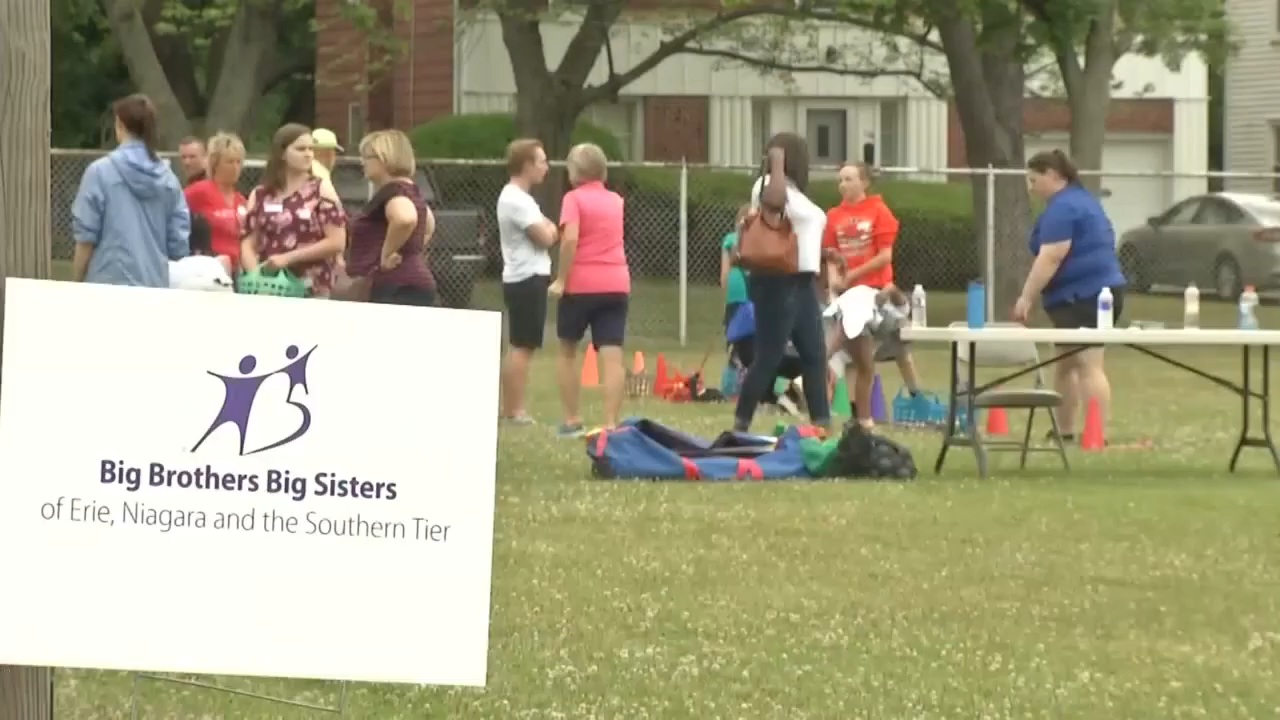 Big Brothers Big Sisters
of Erie, Niagara and the Southern Tier